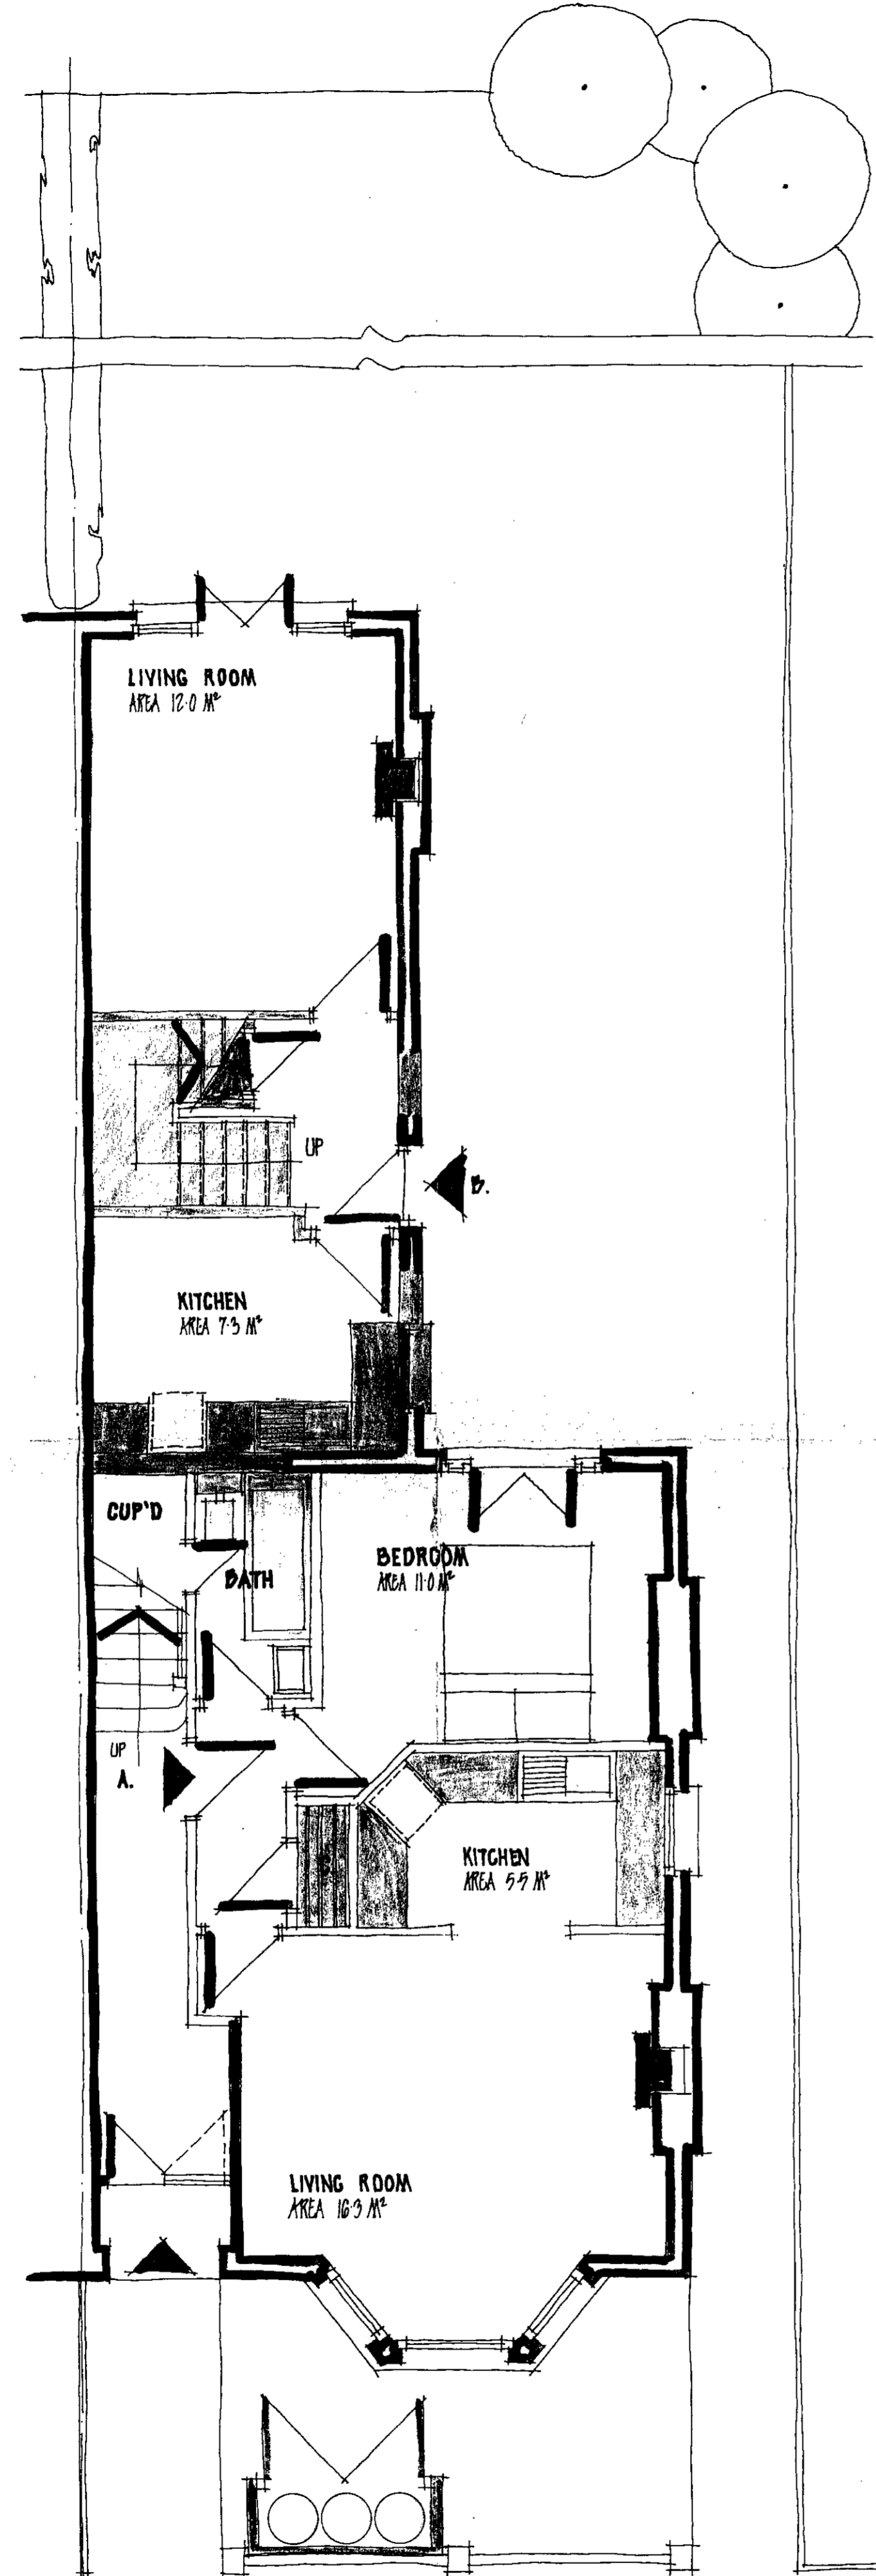 LIVING ROOM
AREA 12·0 M²
UP
B.
KITCHEN
AREA 7·3 M²
CUP'D
BATH
BEDROOM
AREA 11·0 M²
UP
A.
KITCHEN
AREA 5·5 M²
LIVING ROOM
AREA 16·3 M²